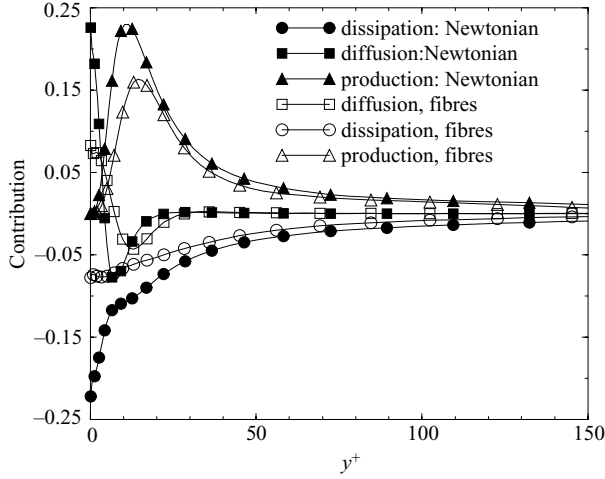 0.25
0.15
0.05
−0.05
−0.15
−0.25
Contribution
dissipation: Newtonian
diffusion:Newtonian
production: Newtonian
diffusion, fibres
dissipation, fibres
production, fibres
0
50
100
150
y+